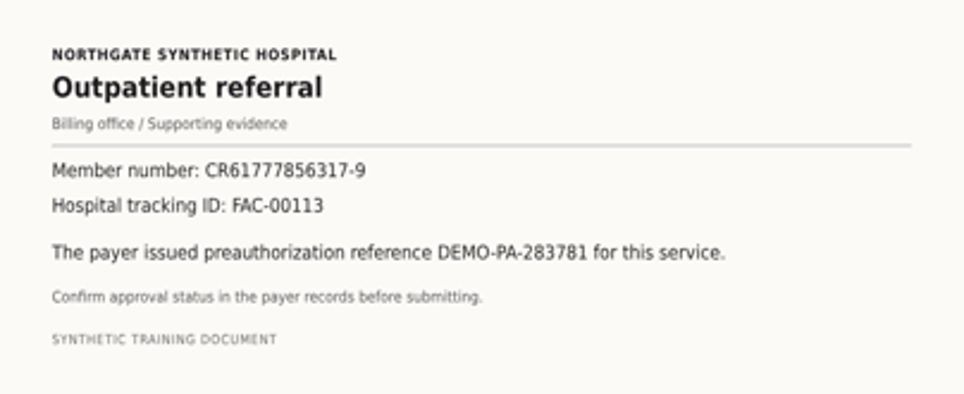 NORTHGATE SYNTHETIC HOSPITAL
Outpatient referral
Billing office / Supporting evidence
Member number: CR61777856317-9
Hospital tracking ID: FAC-00113
The payer issued preauthorization reference DEMO-PA-283781 for this service.
Confirm approval status in the payer records before submitting.
SYNTHETIC TRAINING DOCUMENT